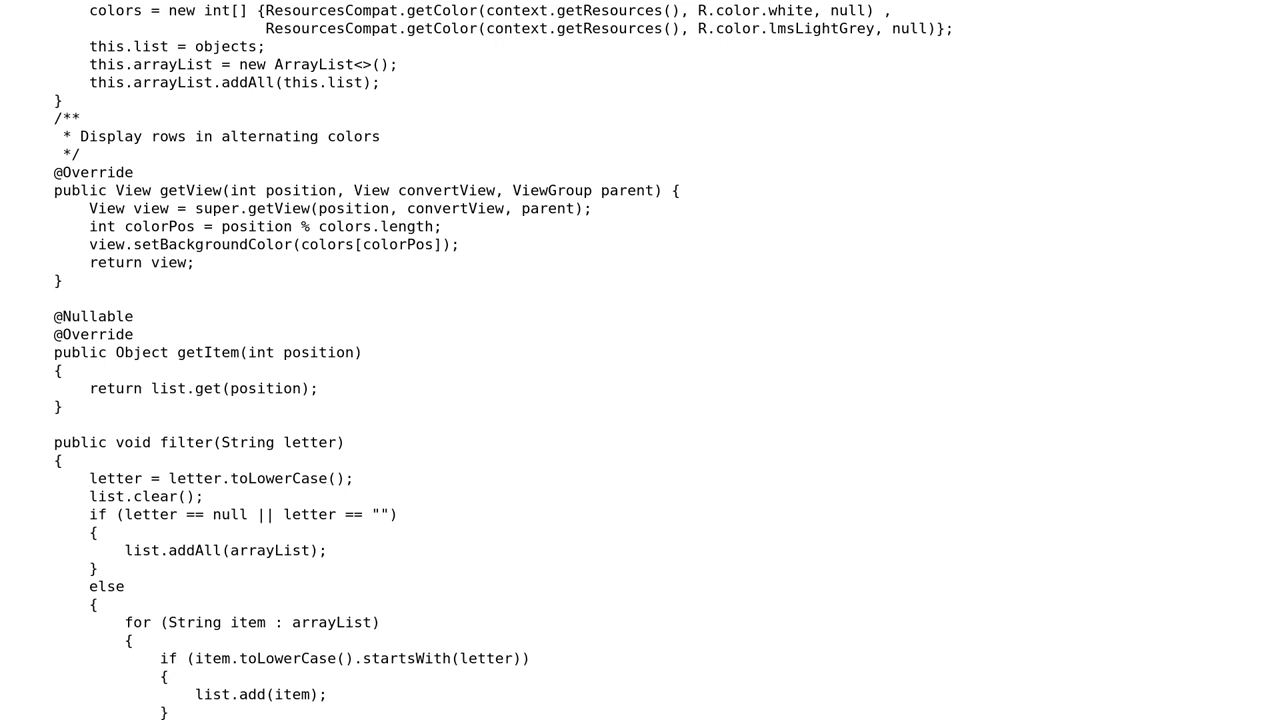 colors = new int[] {ResourcesCompat.getColor(context.getResources(), R.color.white, null) ,
ResourcesCompat.getColor(context.getResources(), R.color.lmsLightGrey, null)};
this.list = objects;
this.arrayList = new ArrayList<>();
this.arrayList.addAll(this.list);
}
/**
* Display rows in alternating colors
*/
@Override
public View getView(int position, View convertView, ViewGroup parent) {
View view = super.getView(position, convertView, parent);
int colorPos = position % colors.length;
view.setBackgroundColor(colors[colorPos]);
return view;
}
@Nullable
@Override
public Object getItem(int position)
{
return list.get(position);
}
public void filter(String letter)
{
letter = letter.toLowerCase();
list.clear();
if (letter == null || letter == "")
{
list.addAll(arrayList);
}
else
{
for (String item : arrayList)
{
if (item.toLowerCase().startsWith(letter))
{
list.add(item);
}